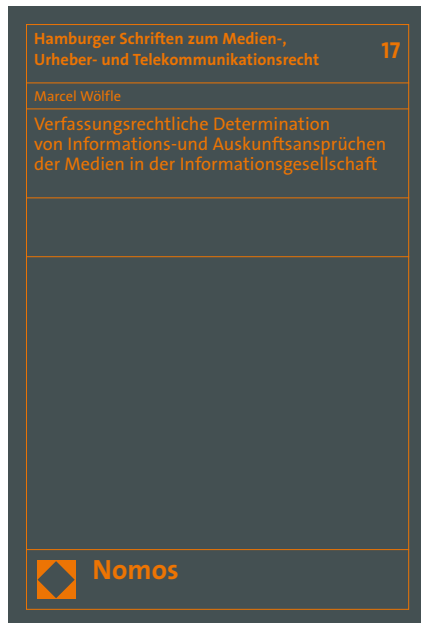 Hamburger Schriften zum Medien-,
Urheber- und Telekommunikationsrecht
17
Marcel Wölfle
Verfassungsrechtliche Determination
von Informations-und Auskunftsansprüchen
der Medien in der Informationsgesellschaft
Nomos